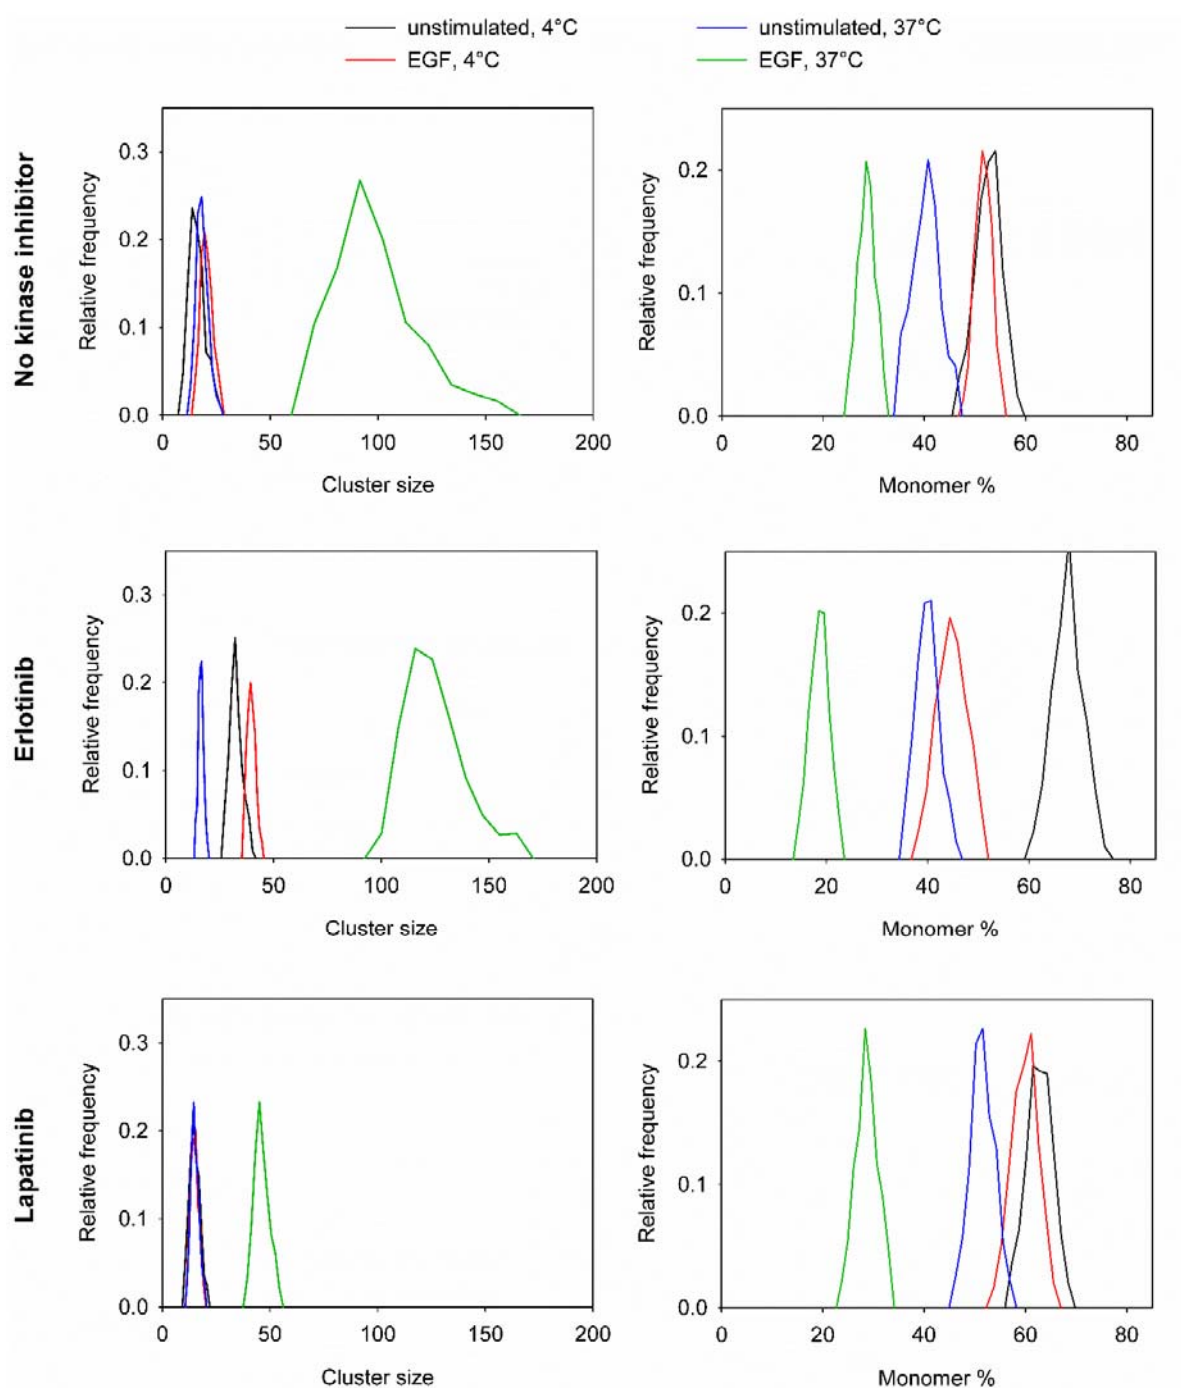 unstimulated, 4°C
unstimulated, 37°C
EGF, 4°C
EGF, 37°C
No kinase inhibitor
Relative frequency
0.3
0.2
0.1
0.0
0 50 100 150 200
Cluster size
Relative frequency
0.2
0.1
0.0
0 20 40 60 80
Monomer %
Erlotinib
Relative frequency
0.3
0.2
0.1
0.0
0 50 100 150 200
Cluster size
Relative frequency
0.2
0.1
0.0
0 20 40 60 80
Monomer %
Lapatinib
Relative frequency
0.3
0.2
0.1
0.0
0 50 100 150 200
Cluster size
Relative frequency
0.2
0.1
0.0
0 20 40 60 80
Monomer %